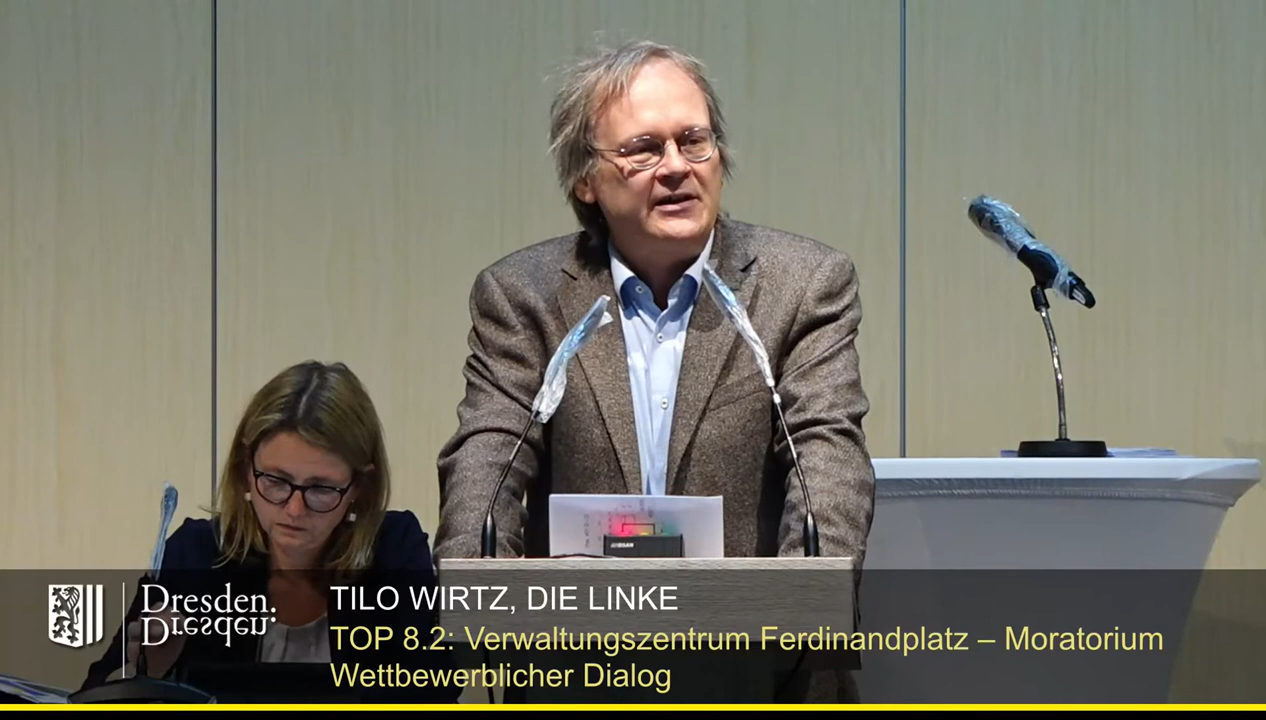 TILO WIRTZ, DIE LINKE
Dresden.
Dresden.
TOP 8.2: Verwaltungszentrum Ferdinandplatz – Moratorium
Wettbewerblicher Dialog